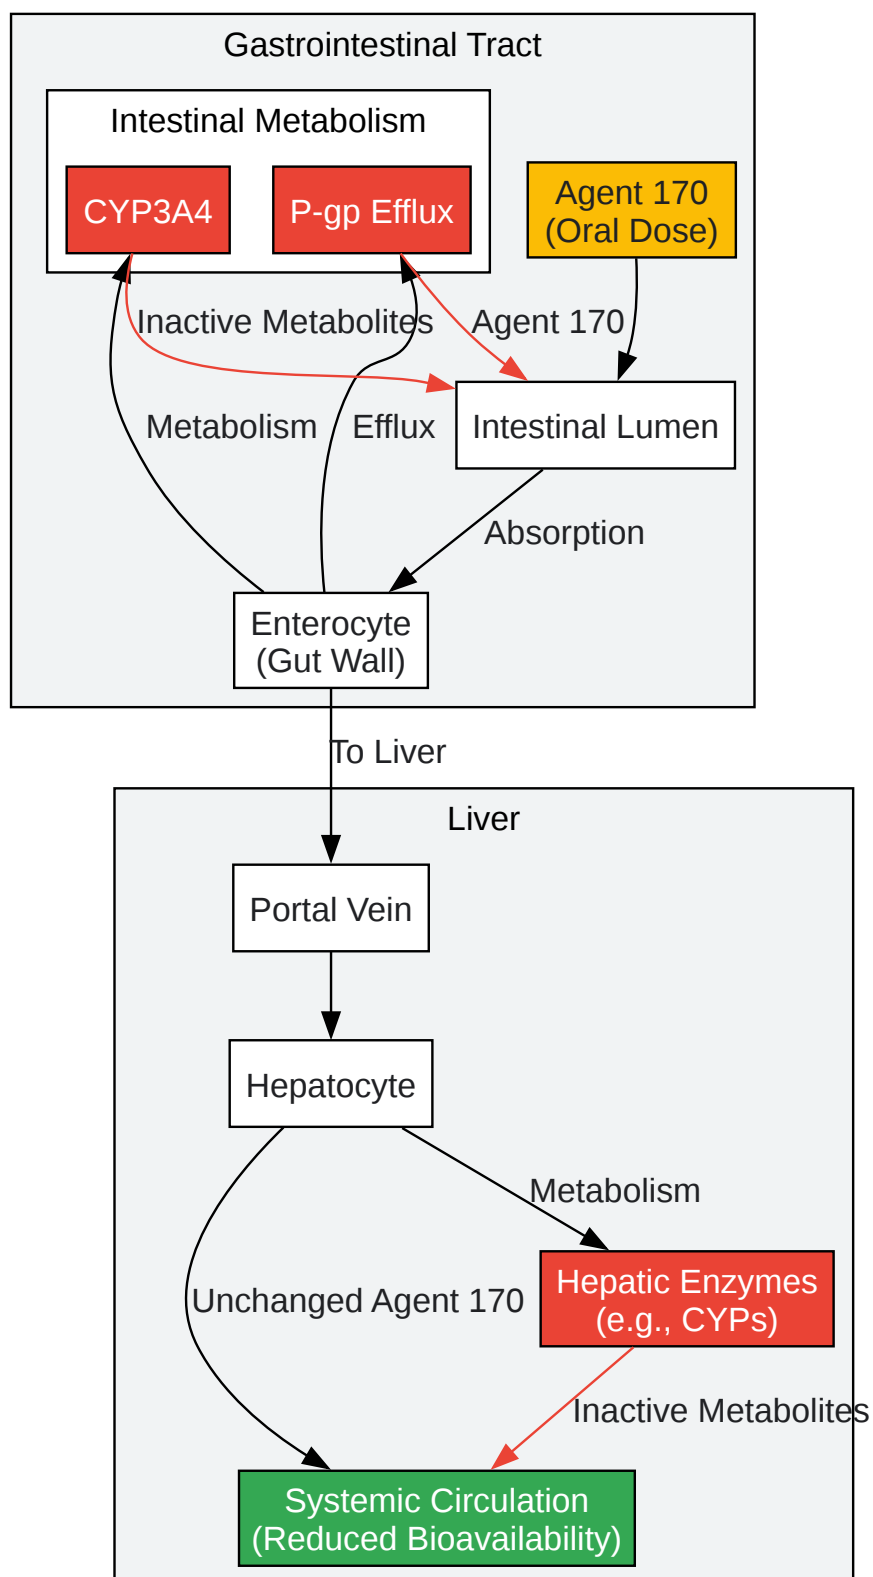 Gastrointestinal Tract
Intestinal Metabolism
CYP3A4
P-gp Efflux
Agent 170
(Oral Dose)
Inactive Metabolites
Agent 170
Metabolism
Efflux
Intestinal Lumen
Absorption
Enterocyte
(Gut Wall)
To Liver
Liver
Portal Vein
Hepatocyte
Metabolism
Unchanged Agent 170
Hepatic Enzymes
(e.g., CYPs)
Inactive Metabolites
Systemic Circulation
(Reduced Bioavailability)